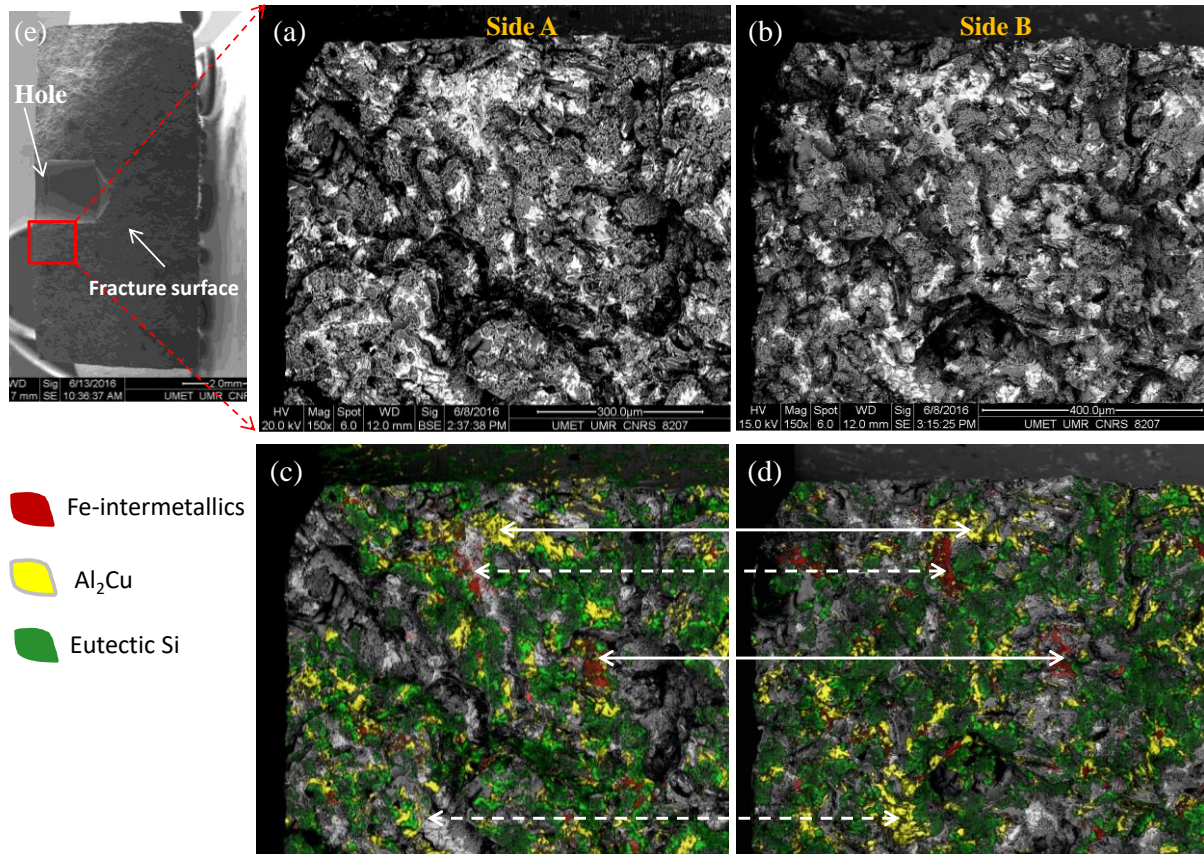 (e)
Hole
Fracture surface
WD Sig 6/13/2016 2.0mm
7 mm SE 10:36:37 AM UMET UMR CNRS 8207
(a)
Side A
HV Mag Spot WD Sig 6/8/2016 300.0µm
20.0 kV 150x 6.0 12.0 mm BSE 2:37:38 PM UMET UMR CNRS 8207
(b)
Side B
HV Mag Spot WD Sig 6/8/2016 400.0µm
15.0 kV 150x 6.0 12.0 mm SE 3:15:25 PM UMET UMR CNRS 8207
(c)
(d)
Fe-intermetallics
Al₂Cu
Eutectic Si